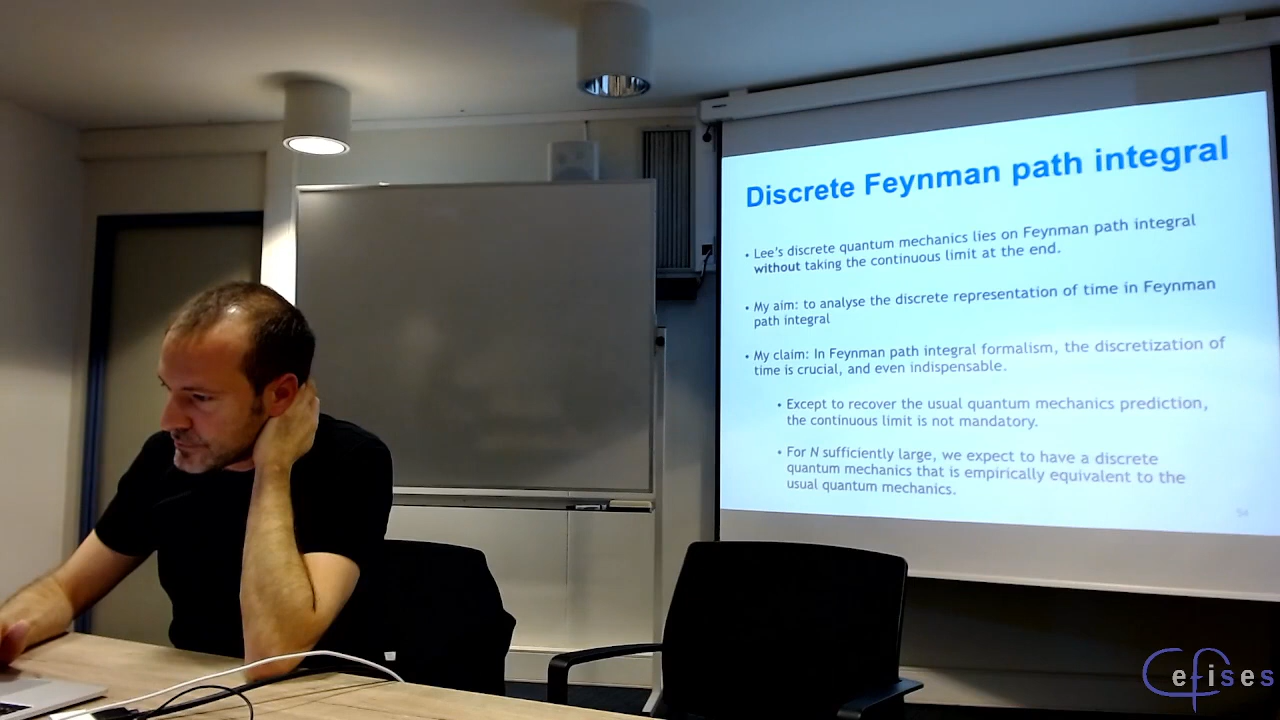 Discrete Feynman path integral
• Lee's discrete quantum mechanics lies on Feynman path integral
without taking the continuous limit at the end.
• My aim: to analyse the discrete representation of time in Feynman
path integral
• My claim: In Feynman path integral formalism, the discretization of
time is crucial, and even indispensable.
• Except to recover the usual quantum mechanics prediction,
the continuous limit is not mandatory.
• For N sufficiently large, we expect to have a discrete
quantum mechanics that is empirically equivalent to the
usual quantum mechanics.
Cefises